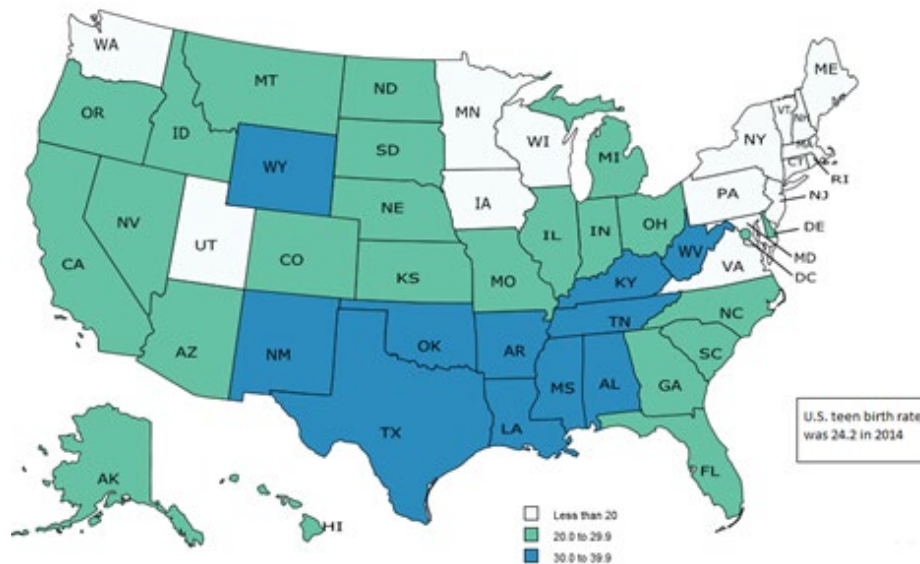 WA
OR
CA
NV
ID
MT
WY
UT
AZ
CO
NM
ND
SD
NE
KS
OK
TX
MN
IA
MO
AR
LA
WI
IL
MI
IN
OH
KY
TN
MS
AL
GA
FL
SC
NC
VA
WV
PA
NY
VT
NH
ME
MA
CT
RI
NJ
DE
MD
DC
AK
HI
U.S. teen birth rate
was 24.2 in 2014
Less than 20
20.0 to 29.9
30.0 to 39.9